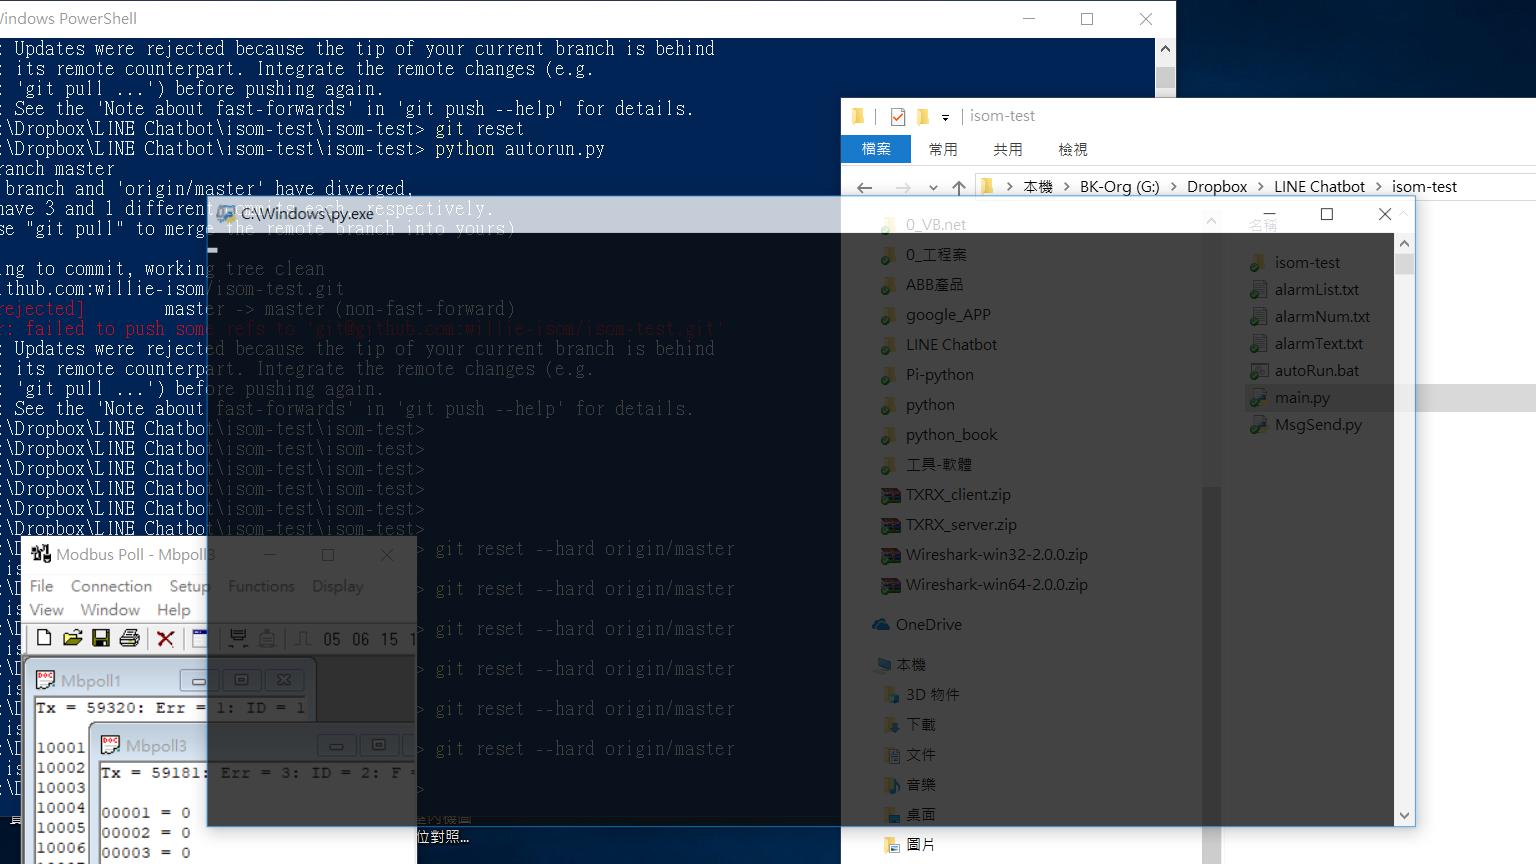 Windows PowerShell
: Updates were rejected because the tip of your current branch is behind
: its remote counterpart. Integrate the remote changes (e.g.
: 'git pull ...') before pushing again.
: See the 'Note about fast-forwards' in 'git push --help' for details.
:\Dropbox\LINE Chatbot\isom-test\isom-test> git reset
:\Dropbox\LINE Chatbot\isom-test\isom-test> python autorun.py
ranch master
branch and 'origin/master' have diverged,
have 3 and 1 different commits each, respectively.
se "git pull" to merge the remote branch into yours)
ing to commit, working tree clean
ithub.com:willie-isom/isom-test.git
rejected] master -> master (non-fast-forward)
r: failed to push some refs to 'git@github.com:willie-isom/isom-test.git'
: Updates were rejected because the tip of your current branch is behind
: its remote counterpart. Integrate the remote changes (e.g.
: 'git pull ...') before pushing again.
: See the 'Note about fast-forwards' in 'git push --help' for details.
:\Dropbox\LINE Chatbot\isom-test\isom-test>
:\Dropbox\LINE Chatbot\isom-test\isom-test>
:\Dropbox\LINE Chatbot\isom-test\isom-test>
:\Dropbox\LINE Chatbot\isom-test\isom-test>
:\Dropbox\LINE Chatbot\isom-test\isom-test>
:\Dropbox\LINE Chatbot\isom-test\isom-test>
> git reset --hard origin/master
> git reset --hard origin/master
> git reset --hard origin/master
> git reset --hard origin/master
> git reset --hard origin/master
> git reset --hard origin/master
>
C:\Windows\py.exe
isom-test
檔案 常用 共用 檢視
本機 > BK-Org (G:) > Dropbox > LINE Chatbot > isom-test
0_VB.net
0_工程案
ABB產品
google_APP
LINE Chatbot
Pi-python
python
python_book
工具-軟體
TXRX_client.zip
TXRX_server.zip
Wireshark-win32-2.0.0.zip
Wireshark-win64-2.0.0.zip
OneDrive
本機
3D 物件
下載
文件
音樂
桌面
圖片
名稱
isom-test
alarmList.txt
alarmNum.txt
alarmText.txt
autoRun.bat
main.py
MsgSend.py
Modbus Poll - Mbpoll3
File Connection Setup Functions Display
View Window Help
05 06 15
Mbpoll1
Tx = 59320: Err = 1: ID = 1
10001
10002
10003
10004
10005
10006
Mbpoll3
Tx = 59181: Err = 3: ID = 2: F =
00001 = 0
00002 = 0
00003 = 0
位對照...